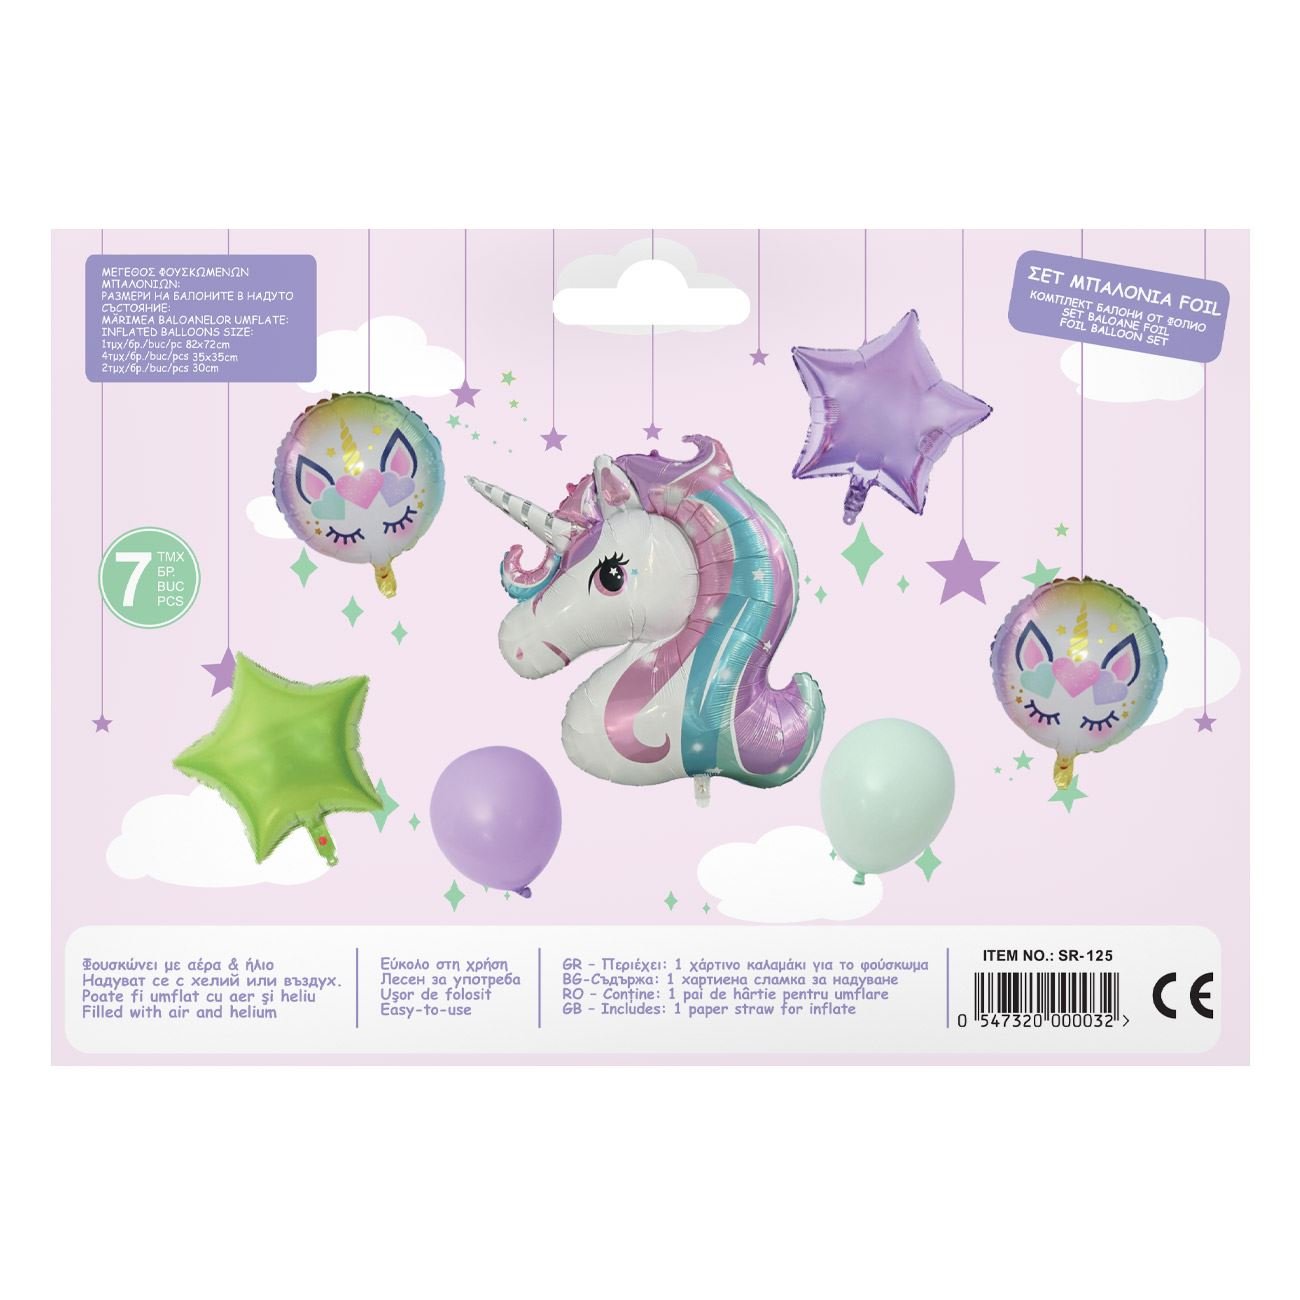 ΜΕΓΕΘΟΣ ΦΟΥΣΚΩΜΕΝΩΝ
ΜΠΑΛΟΝΙΩΝ:
РАЗМЕРИ НА БАЛОНИТЕ В НАДУТО
СЪСТОЯНИЕ:
MĂRIMEA BALOANELOR UMFLATE:
INFLATED BALLOONS SIZE:
1τμχ/бр./buc/pc 82x72cm
4τμχ/бр./buc/pcs 35x35cm
2τμχ/бр./buc/pcs 30cm
ΣΕΤ ΜΠΑΛΟΝΙΑ FOIL
КОМПЛЕКТ БАЛОНИ ОТ ФОЛИО
SET BALOANE FOIL
FOIL BALLOON SET
7
ΤΜΧ
БР.
BUC
PCS
Φουσκώνει με αέρα & ήλιο
Надуват се с хелий или въздух.
Poate fi umflat cu aer și heliu
Filled with air and helium
Εύκολο στη χρήση
Лесен за употреба
Ușor de folosit
Easy-to-use
GR - Περιέχει: 1 χάρτινο καλαμάκι για το φούσκωμα
BG-Съдържа: 1 хартиена сламка за надуване
RO - Conține: 1 pai de hârtie pentru umflare
GB - Includes: 1 paper straw for inflate
ITEM NO.: SR-125
0 547320 000032 >
CE